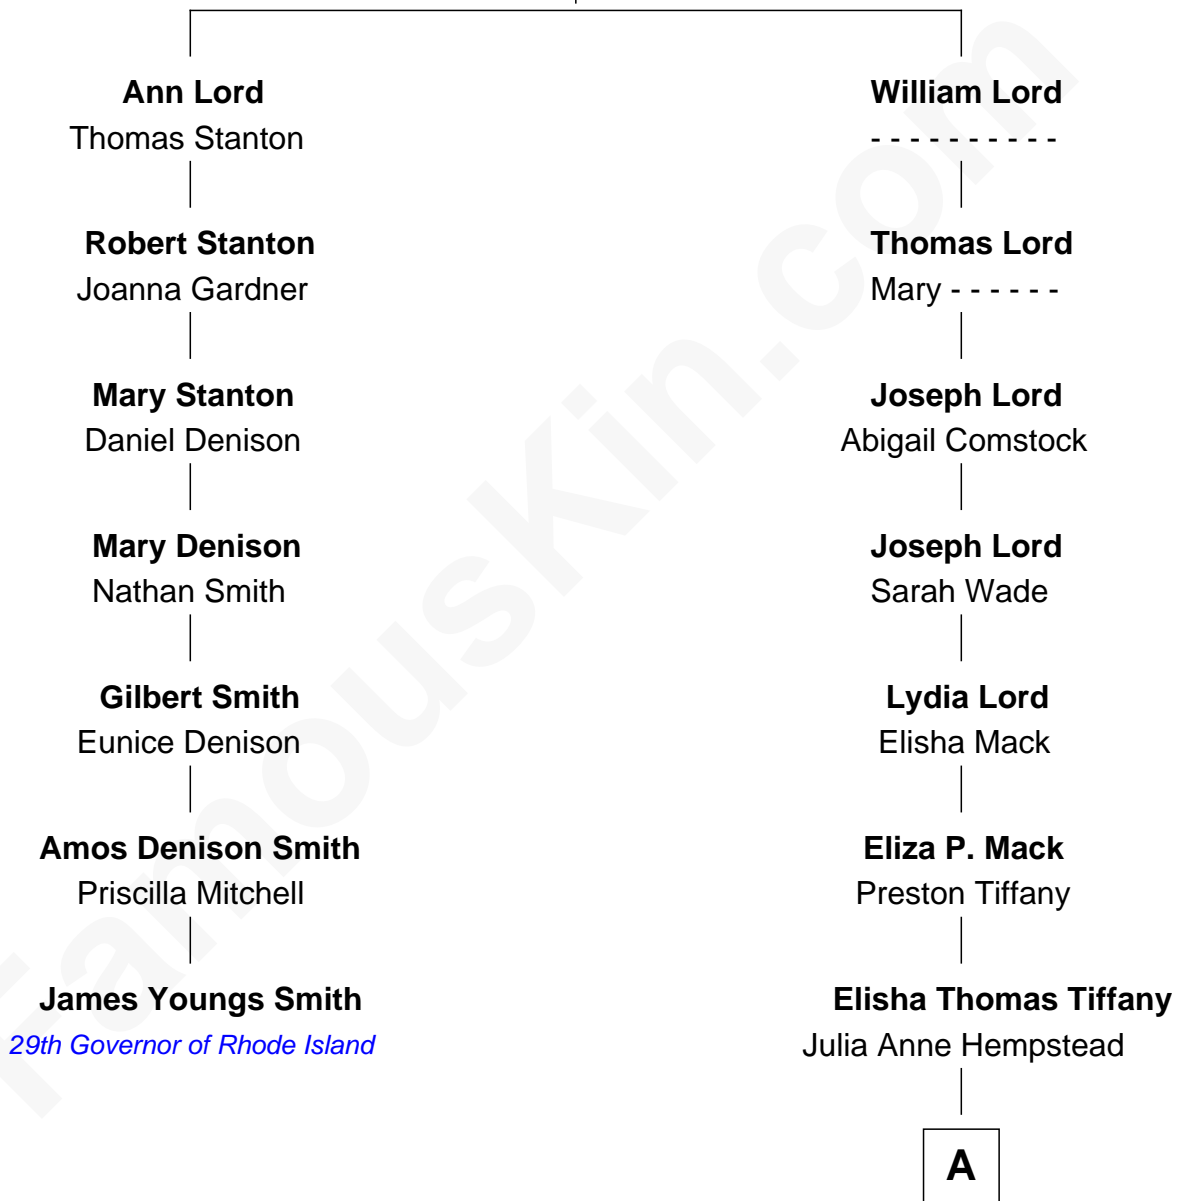 Ann Lord
Thomas Stanton
Robert Stanton
Joanna Gardner
Mary Stanton
Daniel Denison
Mary Denison
Nathan Smith
Gilbert Smith
Eunice Denison
Amos Denison Smith
Priscilla Mitchell
James Youngs Smith
29th Governor of Rhode Island
William Lord
- - - - - - - - - -
Thomas Lord
Mary - - - - - -
Joseph Lord
Abigail Comstock
Joseph Lord
Sarah Wade
Lydia Lord
Elisha Mack
Eliza P. Mack
Preston Tiffany
Elisha Thomas Tiffany
Julia Anne Hempstead
A
FamousKin.com